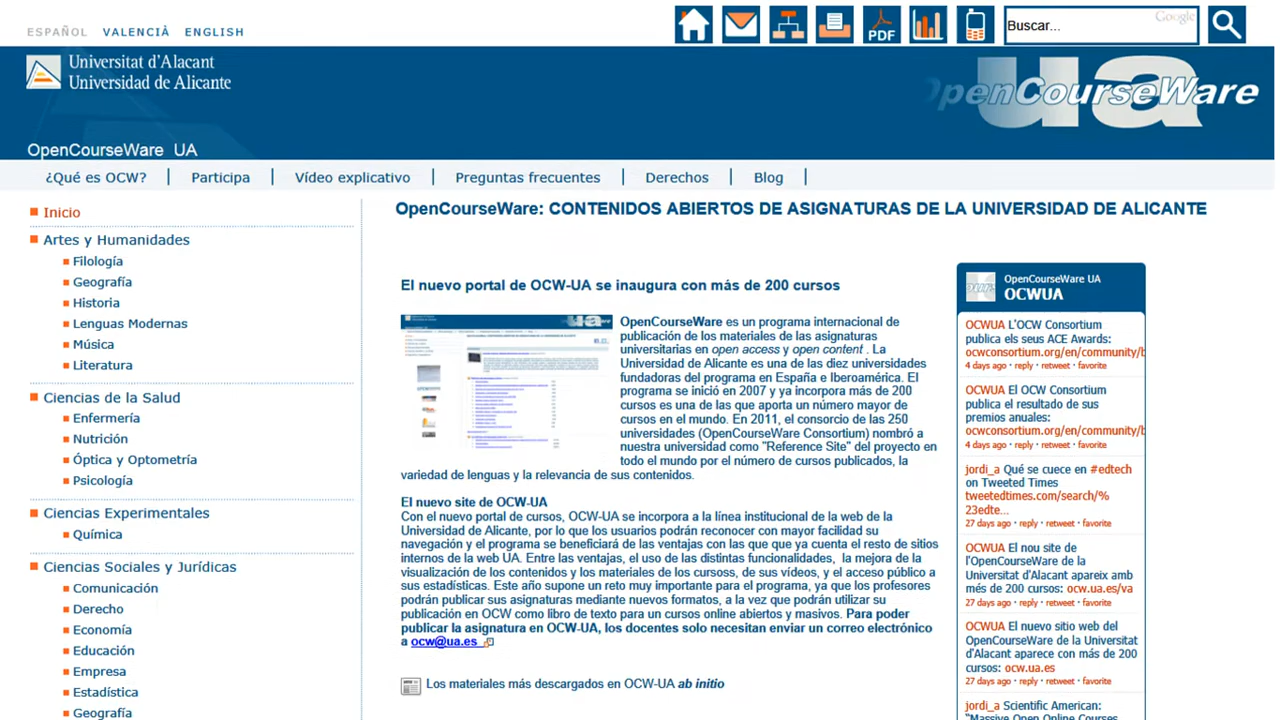 ESPAÑOL VALENCIÀ ENGLISH
PDF
Buscar...
Google
Universitat d'Alacant
Universidad de Alicante
ua
OpenCourseWare
OpenCourseWare UA
¿Qué es OCW?
Participa
Vídeo explicativo
Preguntas frecuentes
Derechos
Blog
Inicio
Artes y Humanidades
Filología
Geografía
Historia
Lenguas Modernas
Música
Literatura
Ciencias de la Salud
Enfermería
Nutrición
Óptica y Optometría
Psicología
Ciencias Experimentales
Química
Ciencias Sociales y Jurídicas
Comunicación
Derecho
Economía
Educación
Empresa
Estadística
Geografía
OpenCourseWare: CONTENIDOS ABIERTOS DE ASIGNATURAS DE LA UNIVERSIDAD DE ALICANTE
El nuevo portal de OCW-UA se inaugura con más de 200 cursos
OpenCourseWare es un programa internacional de
publicación de los materiales de las asignaturas
universitarias en open access y open content . La
Universidad de Alicante es una de las diez universidades
fundadoras del programa en España e Iberoamérica. El
programa se inició en 2007 y ya incorpora más de 200
cursos es una de las que aporta un número mayor de
cursos en el mundo. En 2011, el consorcio de las 250
universidades (OpenCourseWare Consortium) nombró a
nuestra universidad como "Reference Site" del proyecto en
todo el mundo por el número de cursos publicados, la
variedad de lenguas y la relevancia de sus contenidos.
El nuevo site de OCW-UA
Con el nuevo portal de cursos, OCW-UA se incorpora a la línea institucional de la web de la
Universidad de Alicante, por lo que los usuarios podrán reconocer con mayor facilidad su
navegación y el programa se beneficiará de las ventajas con las que que ya cuenta el resto de sitios
internos de la web UA. Entre las ventajas, el uso de las distintas funcionalidades, la mejora de la
visualización de los contenidos y los materiales de los cursoss, de sus vídeos, y el acceso público a
sus estadísticas. Este año supone un reto muy importante para el programa, ya que los profesores
podrán publicar sus asignaturas mediante nuevos formatos, a la vez que podrán utilizar su
publicación en OCW como libro de texto para un cursos online abiertos y masivos. Para poder
publicar la asignatura en OCW-UA, los docentes solo necesitan enviar un correo electrónico
a ocw@ua.es
Los materiales más descargados en OCW-UA ab initio
OpenCourseWare UA
OCWUA
OCWUA L'OCW Consortium
publica els seus ACE Awards:
ocwconsortium.org/en/community/b
4 days ago · reply · retweet · favorite
OCWUA El OCW Consortium
publica el resultado de sus
premios anuales:
ocwconsortium.org/en/community/b
4 days ago · reply · retweet · favorite
jordi_a Qué se cuece en #edtech
on Tweeted Times
tweetedtimes.com/search/%
23edte...
27 days ago · reply · retweet · favorite
OCWUA El nou site de
l'OpenCourseWare de la
Universitat d'Alacant apareix amb
més de 200 cursos: ocw.ua.es/va
27 days ago · reply · retweet · favorite
OCWUA El nuevo sitio web del
OpenCourseWare de la Universitat
d'Alacant aparece con más de 200
cursos: ocw.ua.es
27 days ago · reply · retweet · favorite
jordi_a Scientific American:
"Massive Open Online Courses